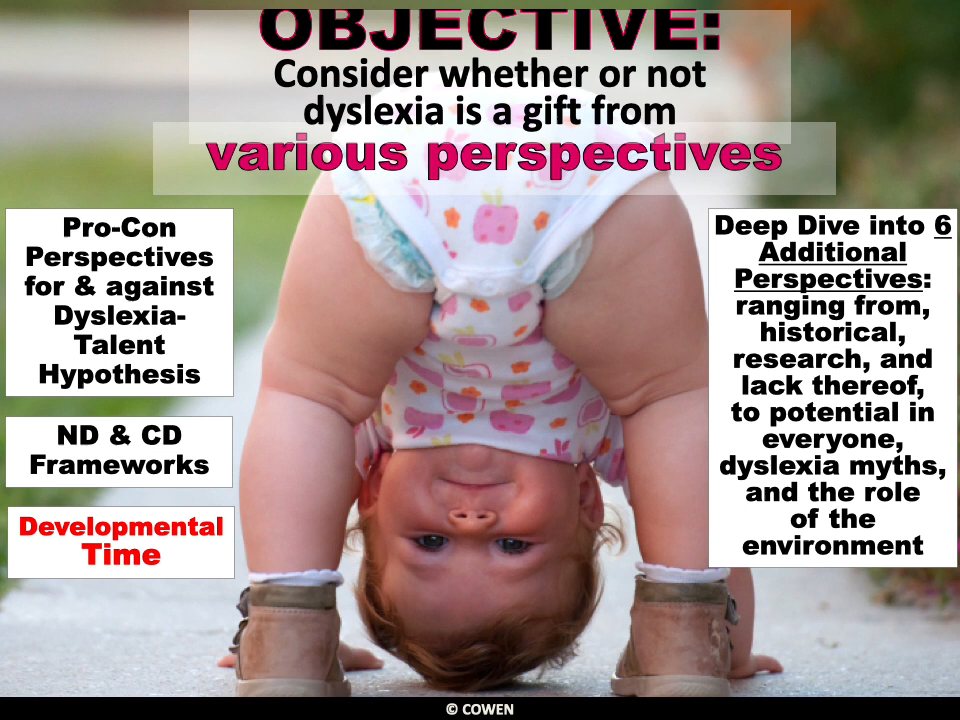 OBJECTIVE:
Consider whether or not
dyslexia is a gift from
various perspectives
Pro-Con
Perspectives
for & against
Dyslexia-
Talent
Hypothesis
ND & CD
Frameworks
Developmental
Time
Deep Dive into 6
Additional
Perspectives:
ranging from,
historical,
research, and
lack thereof,
to potential in
everyone,
dyslexia myths,
and the role
of the
environment
© COWEN